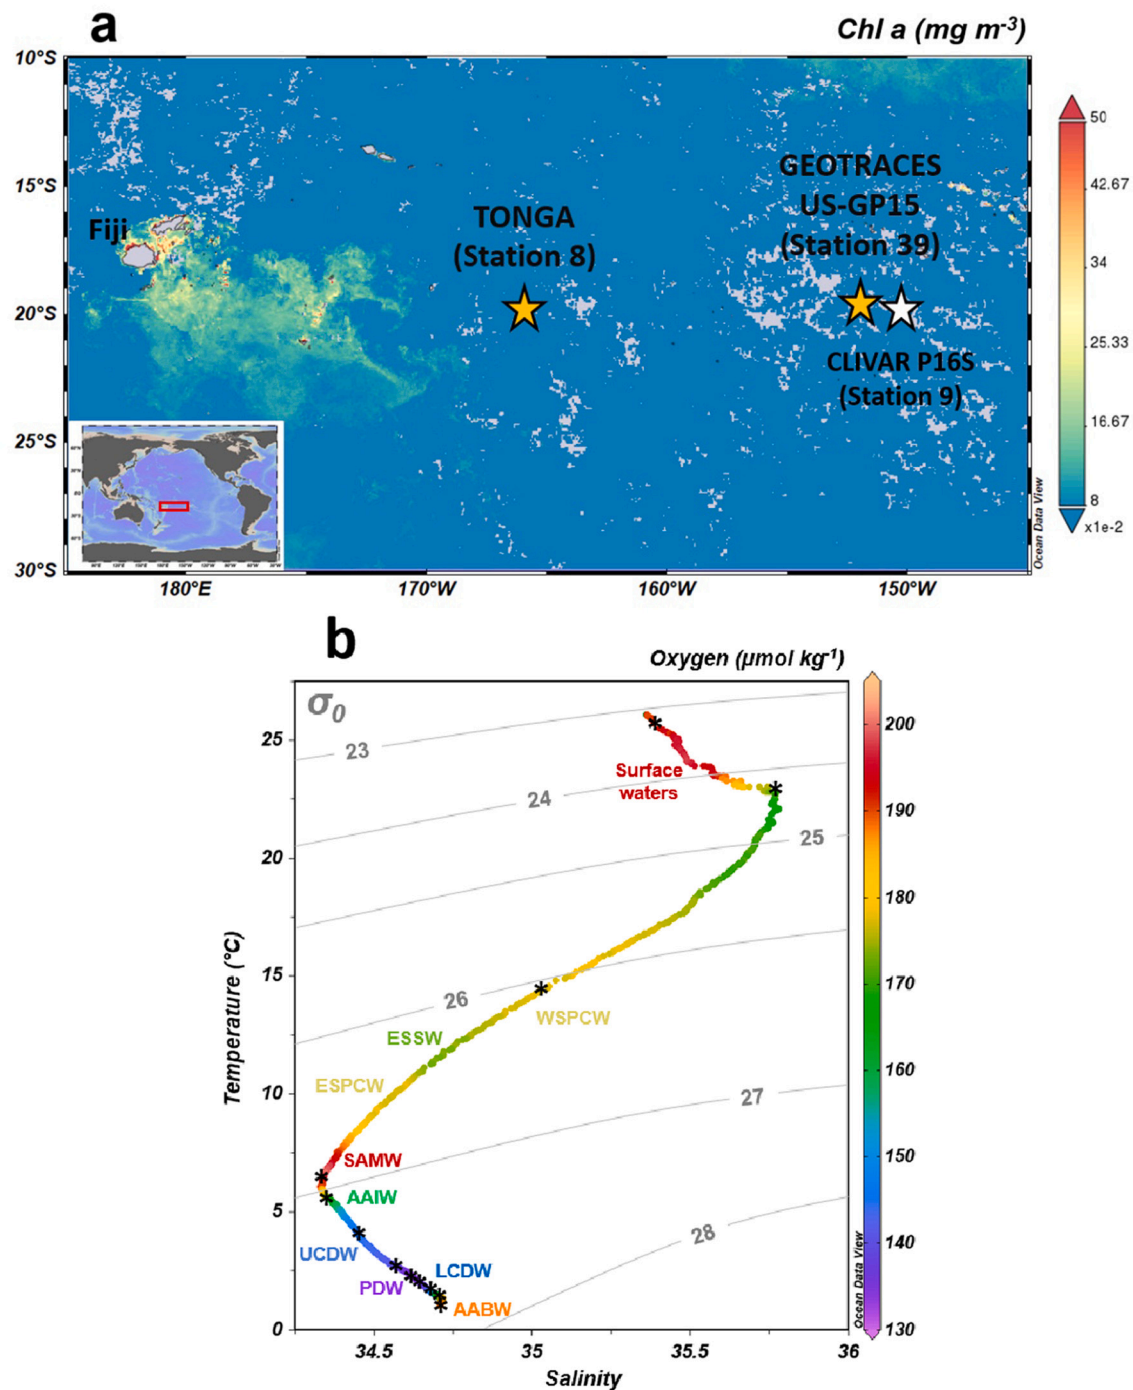 a
Chl a (mg m-3)
10°S
15°S
20°S
25°S
30°S
180°E
170°W
160°W
150°W
Fiji
TONGA
(Station 8)
GEOTRACES
US-GP15
(Station 39)
CLIVAR P16S
(Station 9)
50
42.67
34
25.33
16.67
8
x1e-2
Ocean Data View
b
Oxygen (µmol kg-1)
σ0
23
24
25
26
27
28
Surface
waters
WSPCW
ESSW
ESPCW
SAMW
AAIW
UCDW
LCDW
PDW
AABW
Temperature (°C)
25
20
15
10
5
0
34.5
35
35.5
36
Salinity
200
190
180
170
160
150
140
130
Ocean Data View